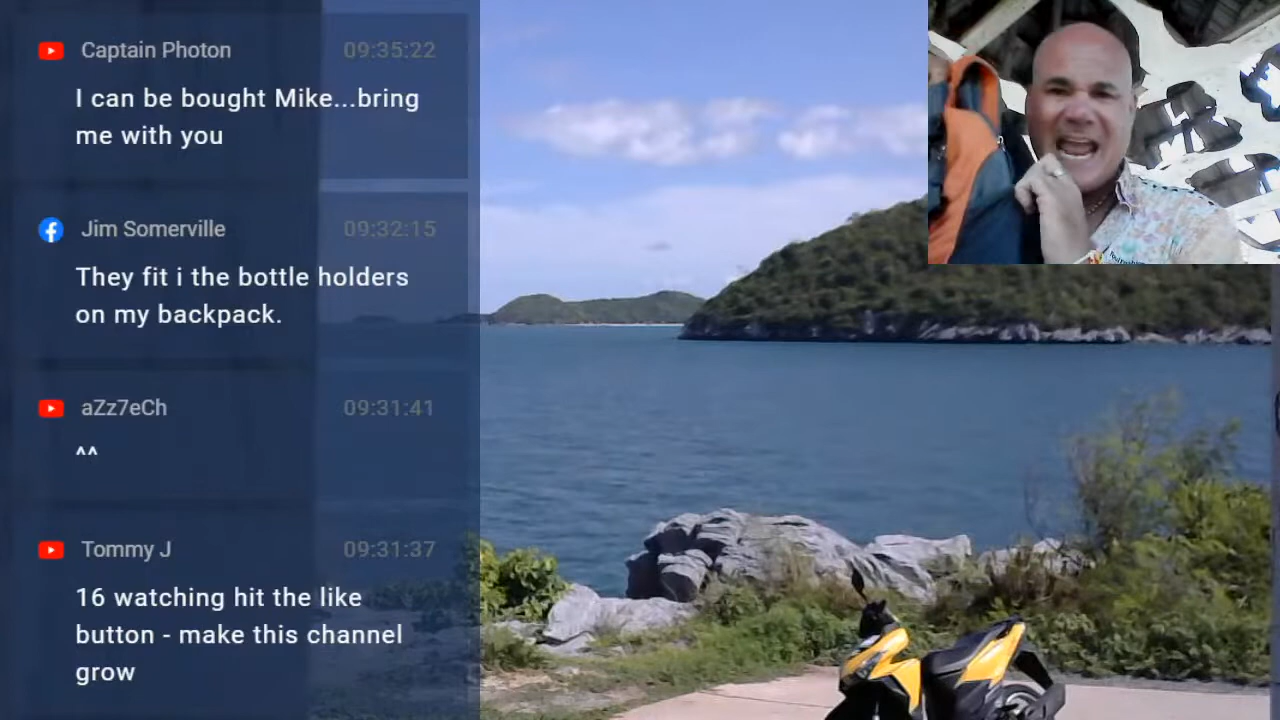 Captain Photon 09:35:22
I can be bought Mike...bring
me with you
Jim Somerville 09:32:15
They fit i the bottle holders
on my backpack.
aZz7eCh 09:31:41
^^
Tommy J 09:31:37
16 watching hit the like
button - make this channel
grow